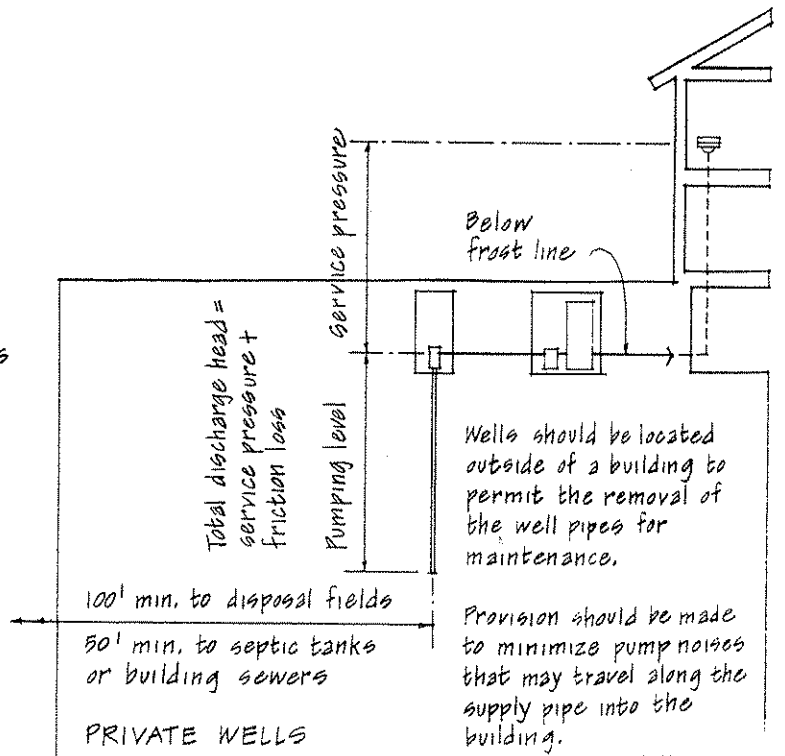 service pressure
Below
frost line
s
Total discharge head =
service pressure +
friction loss
Pumping level
Wells should be located
outside of a building to
permit the removal of
the well pipes for
maintenance.
100' min. to disposal fields
50' min. to septic tanks
or building sewers
Provision should be made
to minimize pump noises
that may travel along the
supply pipe into the
building.
PRIVATE WELLS